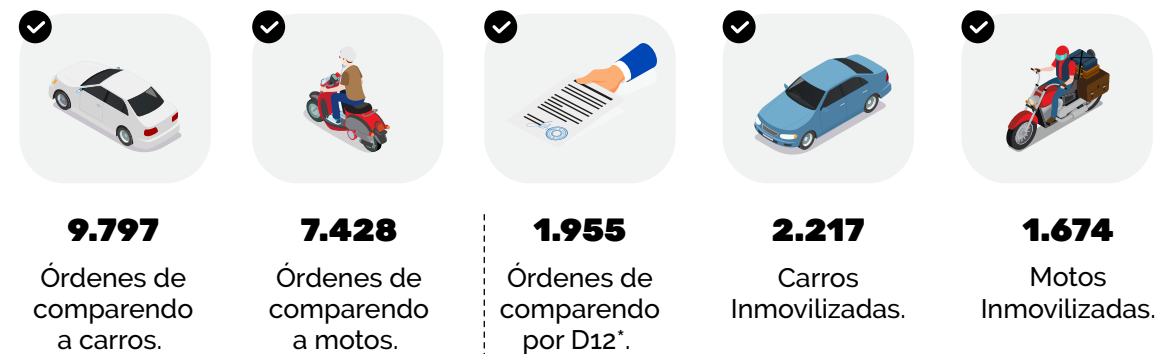 9.797
Órdenes de
comparendo
a carros.
7.428
Órdenes de
comparendo
a motos.
1.955
Órdenes de
comparendo
por D12*.
2.217
Carros
Inmovilizadas.
1.674
Motos
Inmovilizadas.